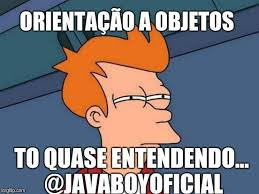 ORIENTAÇÃO A OBJETOS
TO QUASE ENTENDENDO...
@JAVABOYOFICIAL
imgflip.com